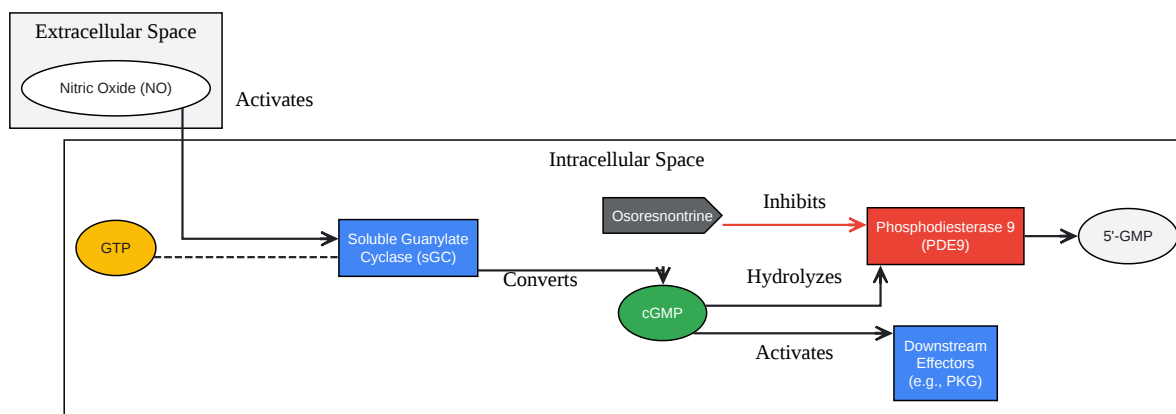 Extracellular Space
Nitric Oxide (NO)
Activates
Intracellular Space
Osoresnontrine
Inhibits
Phosphodiesterase 9
(PDE9)
5'-GMP
GTP
Soluble Guanylate
Cyclase (sGC)
Converts
Hydrolyzes
cGMP
Activates
Downstream
Effectors
(e.g., PKG)